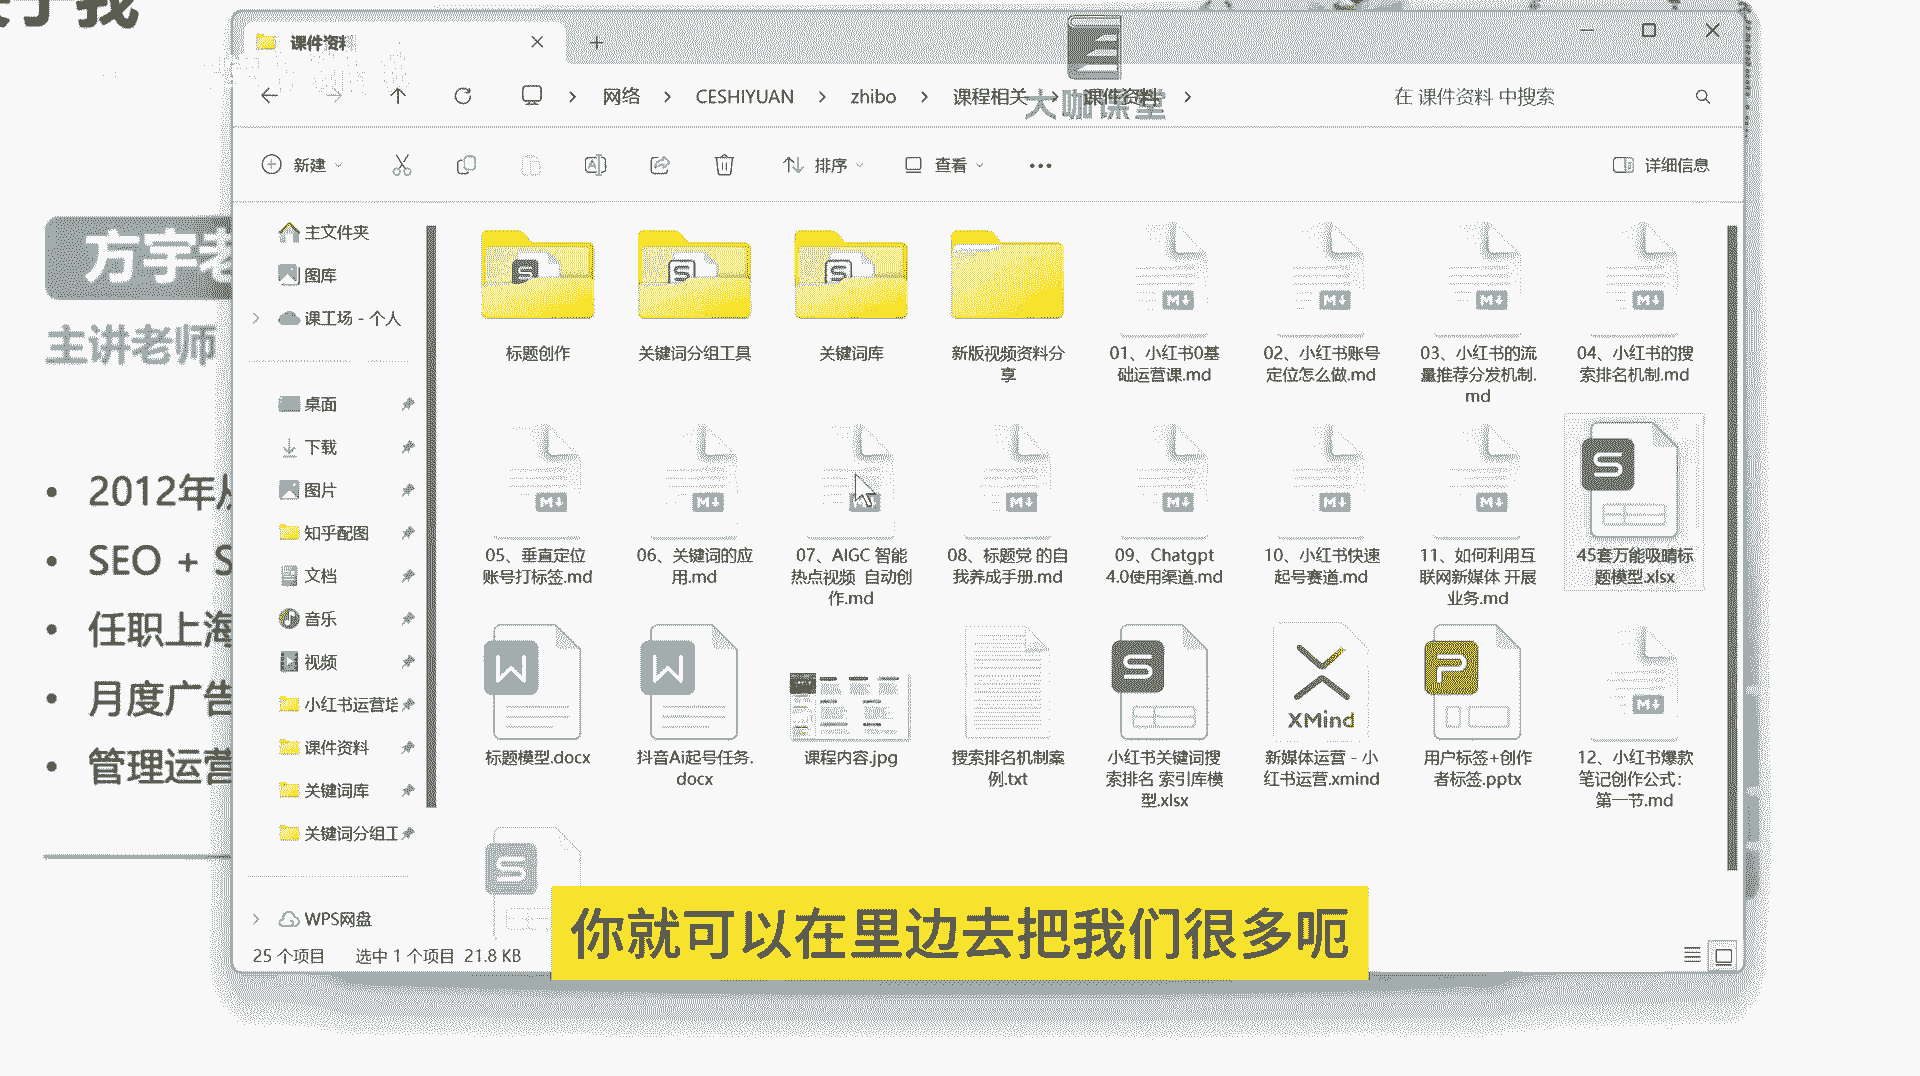 于我
课件资料
网络 > CESHIYUAN > zhibo > 课程相关 > 课件资料 >
在 课件资料 中搜索
大咖课堂
新建
排序
查看
详细信息
方宇老
主讲老师
2012年从
SEO + S
任职上海
月度广告
管理运营
主文件夹
图库
课工场 - 个人
桌面
下载
图片
知乎配图
文档
音乐
视频
小红书运营培
课件资料
关键词库
关键词分组工
WPS网盘
标题创作
关键词分组工具
关键词库
新版视频资料分
享
01、小红书0基
础运营课.md
02、小红书账号
定位怎么做.md
03、小红书的流
量推荐分发机制.
md
04、小红书的搜
索排名机制.md
05、垂直定位
账号打标签.md
06、关键词的应
用.md
07、AIGC 智能
热点视频 自动创
作.md
08、标题党 的自
我养成手册.md
09、Chatgpt
4.0使用渠道.md
10、小红书快速
起号赛道.md
11、如何利用互
联网新媒体 开展
业务.md
45套万能吸睛标
题模型.xlsx
标题模型.docx
抖音Ai起号任务.
docx
课程内容.jpg
搜索排名机制案
例.txt
小红书关键词搜
索排名 索引库模
型.xlsx
XMind
新媒体运营 - 小
红书运营.xmind
用户标签+创作
者标签.pptx
12、小红书爆款
笔记创作公式：
第一节.md
你就可以在里边去把我们很多呃
25 个项目 选中 1 个项目 21.8 KB